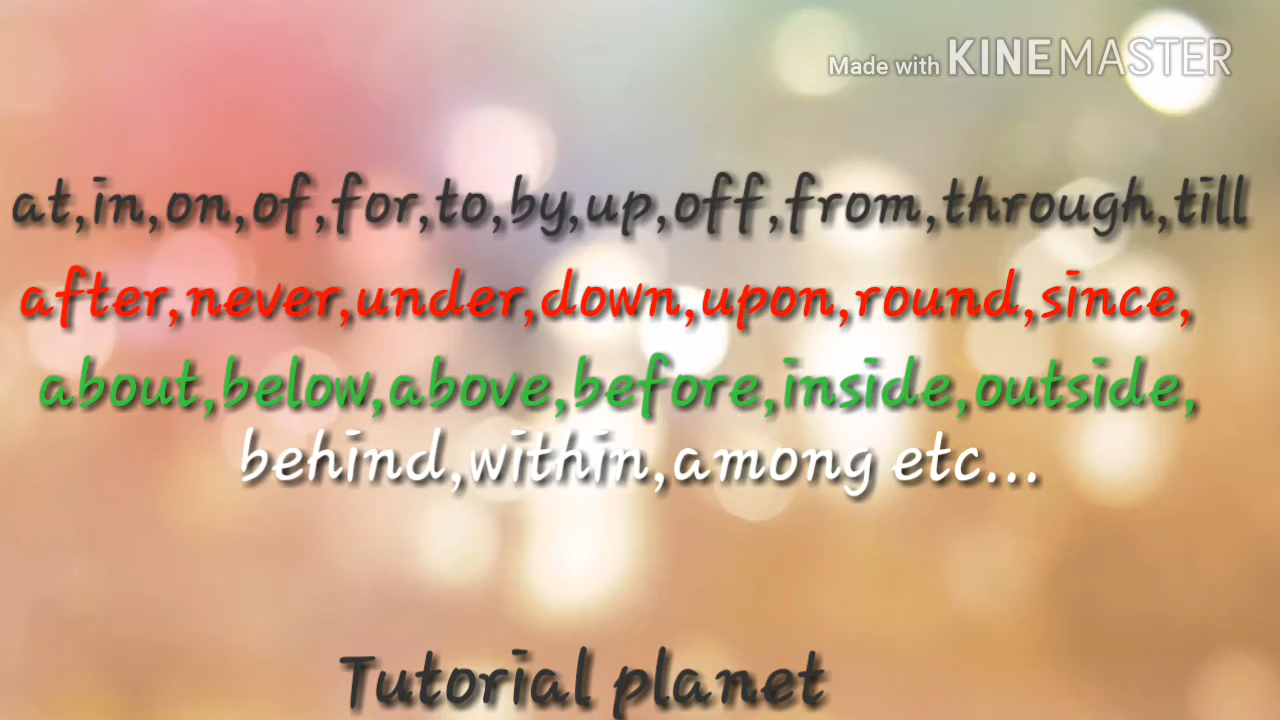 Made with KINEMASTER
at,in,on,of,for,to,by,up,off,from,through,till
after,never,under,down,upon,round,since,
about,below,above,before,inside,outside,
behind,within,among etc...
Tutorial planet